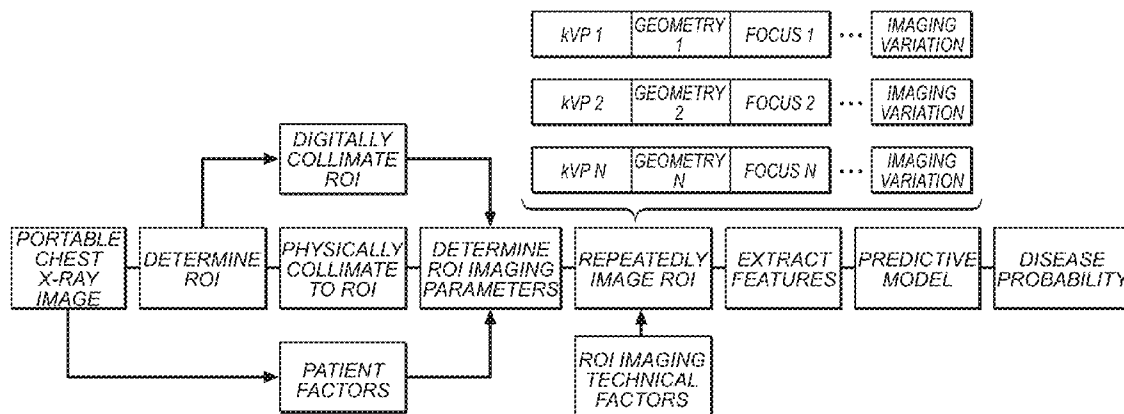 kVP 1
GEOMETRY
1
FOCUS 1
...
IMAGING
VARIATION
kVP 2
GEOMETRY
2
FOCUS 2
...
IMAGING
VARIATION
kVP N
GEOMETRY
N
FOCUS N
...
IMAGING
VARIATION
DIGITALLY
COLLIMATE
ROI
PORTABLE
CHEST
X-RAY
IMAGE
DETERMINE
ROI
PHYSICALLY
COLLIMATE
TO ROI
DETERMINE
ROI IMAGING
PARAMETERS
REPEATEDLY
IMAGE ROI
EXTRACT
FEATURES
PREDICTIVE
MODEL
DISEASE
PROBABILITY
PATIENT
FACTORS
ROI IMAGING
TECHNICAL
FACTORS